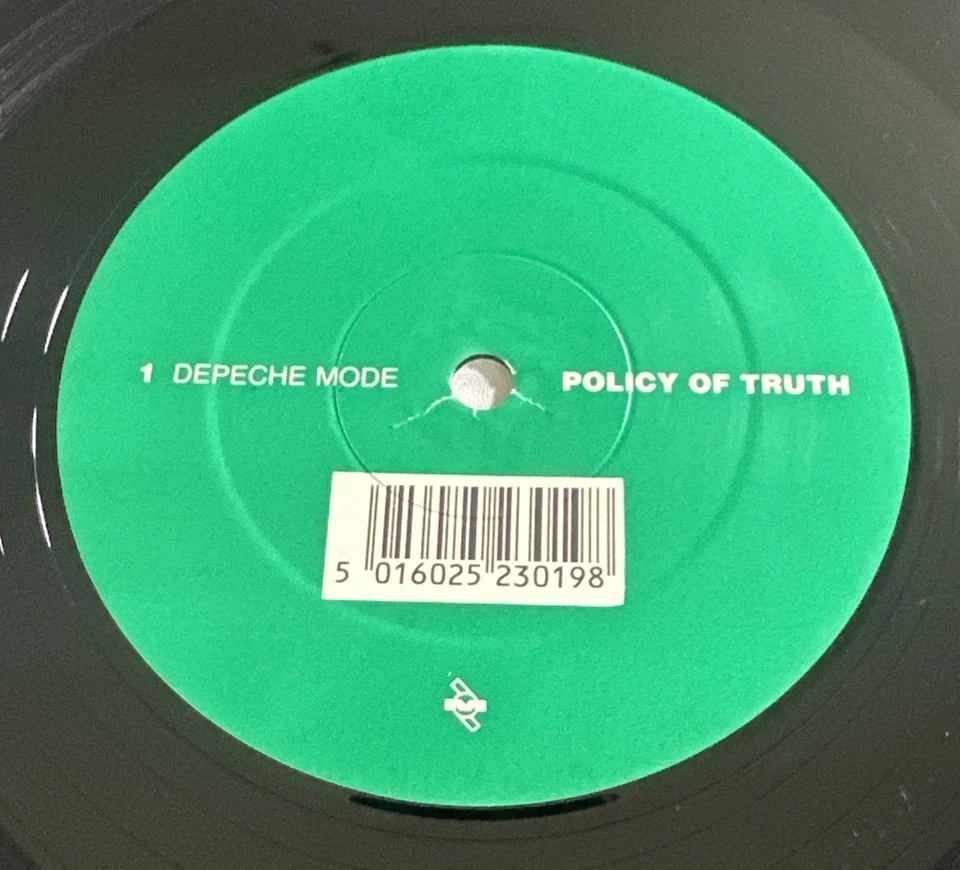 1 DEPECHE MODE POLICY OF TRUTH
5 016025 230198